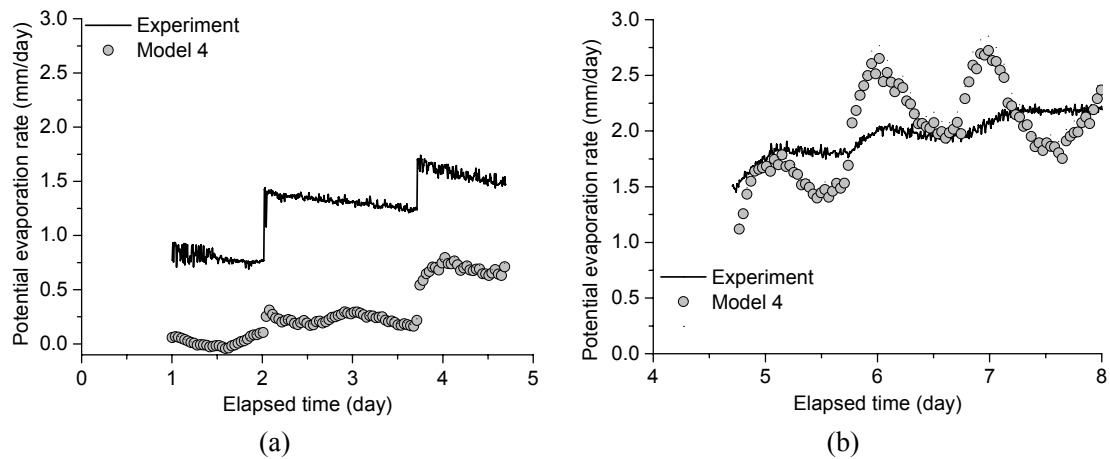 Potential evaporation rate (mm/day)
3.0
2.5
2.0
1.5
1.0
0.5
0.0
Experiment
Model 4
0 1 2 3 4 5
Elapsed time (day)
(a)
Potential evaporation rate (mm/day)
3.0
2.5
2.0
1.5
1.0
0.5
0.0
Experiment
Model 4
4 5 6 7 8
Elapsed time (day)
(b)